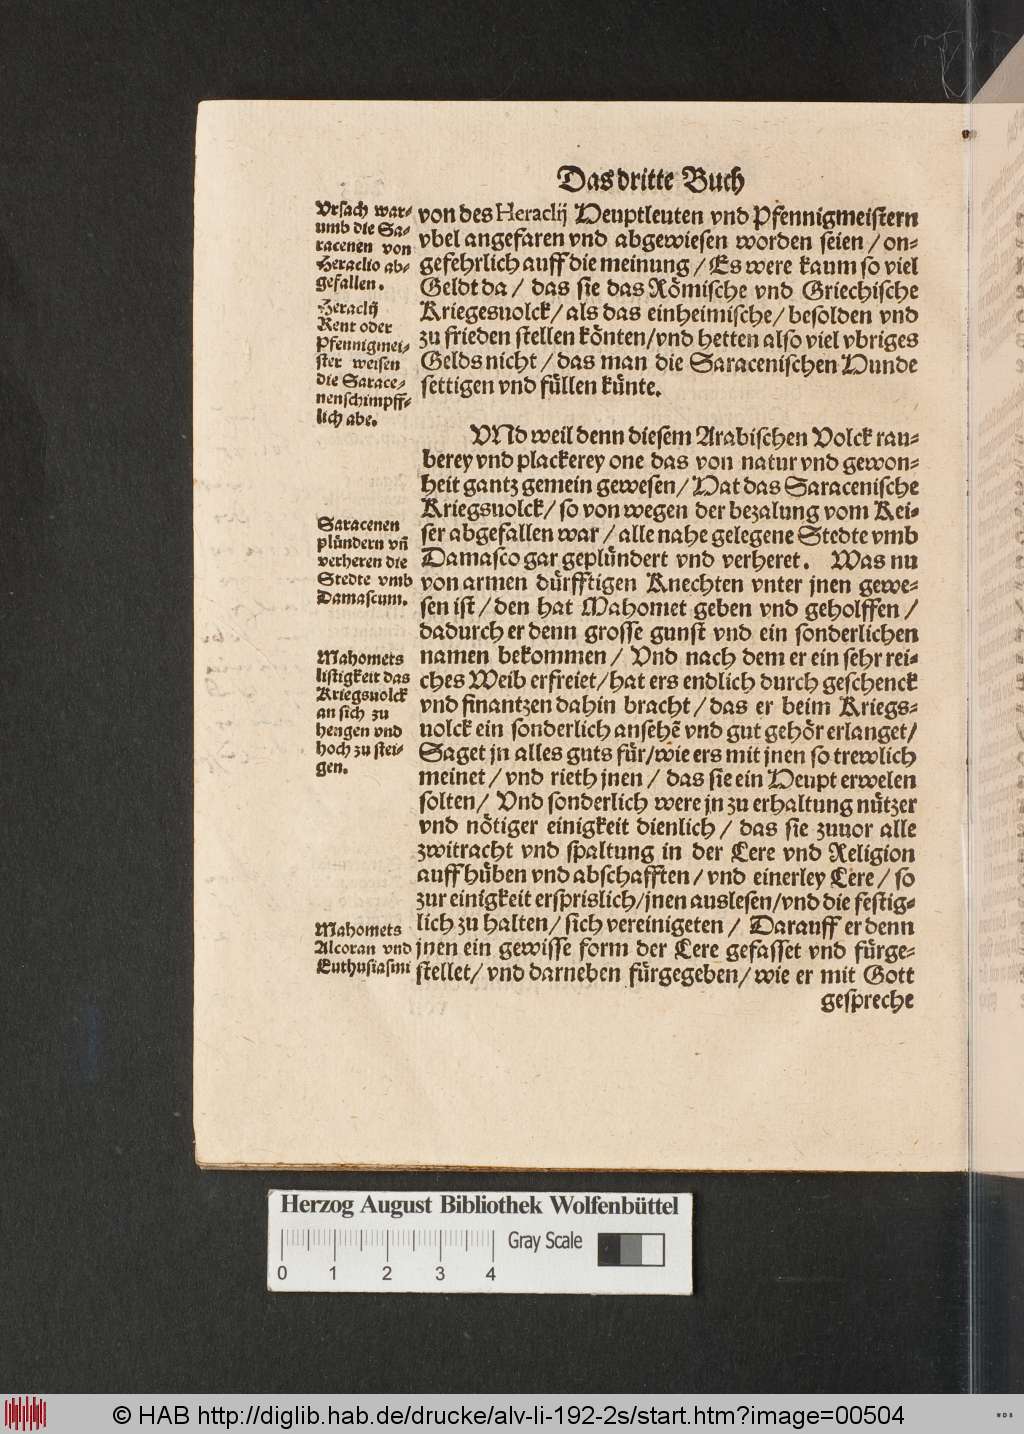 Das dritte Buch
Vrsach war-
umb die Sa-
racenen von
Heraclio ab-
gefallen.
Heraclij
Rent oder
Pfennigmei-
ster weisen
die Sarace-
nen schimpff-
lich abe.
von des Heraclij Heuptleuten vnd Pfennigmeistern
vbel angefaren vnd abgewiesen worden seien / on-
gefehrlich auff die meinung / Es were kaum so viel
Geldt da / das sie das Römische vnd Griechische
Kriegesuolck / als das einheimische / besolden vnd
zu frieden stellen könten / vnd hetten also viel vbriges
Gelds nicht / das man die Saracenischen Hunde
settigen vnd füllen künte.
VNd weil denn diesem Arabischen Volck rau-
berey vnd plackerey one das von natur vnd gewon-
heit gantz gemein gewesen / Hat das Saracenische
Kriegsuolck / so von wegen der bezalung vom Kei-
ser abgefallen war / alle nahe gelegene Stedte vmb
Damasco gar geplündert vnd verheret. Was nu
von armen dürfftigen Knechten vnter jnen gewe-
sen ist / den hat Mahomet geben vnd geholffen /
dadurch er denn grosse gunst vnd ein sonderlichen
namen bekommen / Vnd nach dem er ein sehr rei-
ches Weib erfreiet / hat ers endlich durch geschenck
vnd finantzen dahin bracht / das er beim Kriegs-
uolck ein sonderlich ansehē vnd gut gehör erlanget /
Saget jn alles guts für / wie ers mit jnen so trewlich
meinet / vnd rieth jnen / das sie ein Heupt erwelen
solten / Vnd sonderlich were jn zu erhaltung nützer
vnd nötiger einigkeit dienlich / das sie zuuor alle
zwitracht vnd spaltung in der Lere vnd Religion
auff hüben vnd abschafften / vnd einerley Lere / so
zur einigkeit ersprislich / jnen auslesen / vnd die festig-
lich zu halten / sich vereinigeten / Darauff er denn
jnen ein gewisse form der Lere gefasset vnd fürge-
stellet / vnd darneben fürgegeben / wie er mit Gott
gespreche
Saracenen
plündern vñ
verheren die
Stedte vmb
Damascum.
Mahomets
listigkeit das
Kriegsuolck
an sich zu
hengen vnd
hoch zu stei-
gen.
Mahomets
Alcoran vnd
Euthusiasmi
Herzog August Bibliothek Wolfenbüttel
Gray Scale
0 1 2 3 4
© HAB http://diglib.hab.de/drucke/alv-li-192-2s/start.htm?image=00504